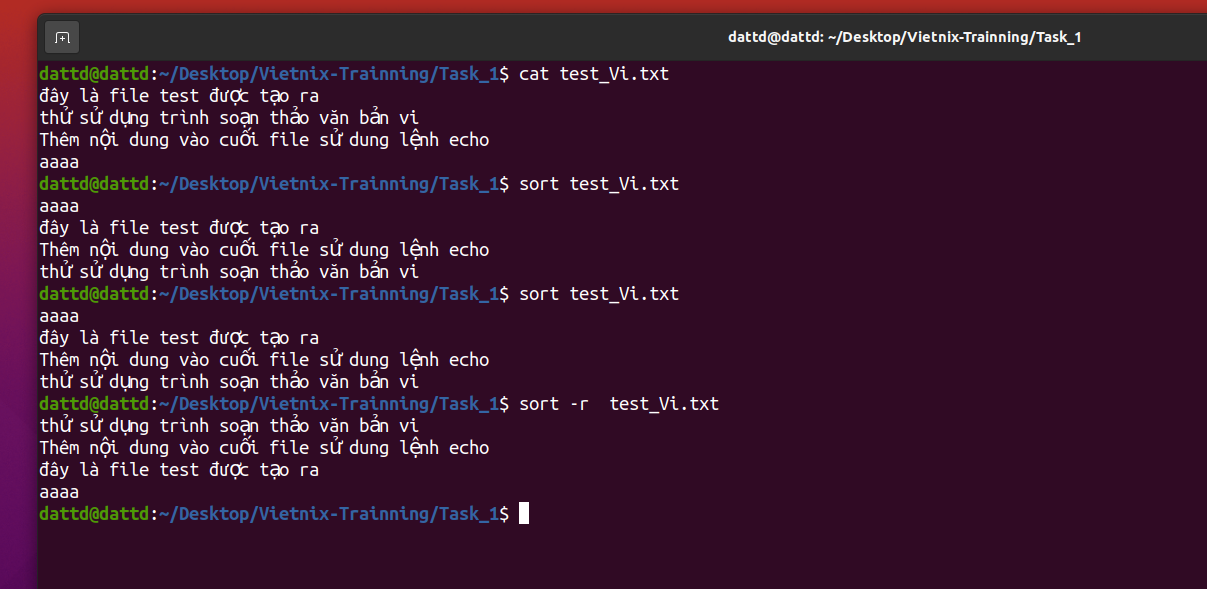 dattd@dattd: ~/Desktop/Vietnix-Trainning/Task_1
dattd@dattd:~/Desktop/Vietnix-Trainning/Task_1$ cat test_Vi.txt
đây là file test được tạo ra
thử sử dụng trình soạn thảo văn bản vi
Thêm nội dung vào cuối file sử dung lệnh echo
aaaa
dattd@dattd:~/Desktop/Vietnix-Trainning/Task_1$ sort test_Vi.txt
aaaa
đây là file test được tạo ra
Thêm nội dung vào cuối file sử dung lệnh echo
thử sử dụng trình soạn thảo văn bản vi
dattd@dattd:~/Desktop/Vietnix-Trainning/Task_1$ sort test_Vi.txt
aaaa
đây là file test được tạo ra
Thêm nội dung vào cuối file sử dung lệnh echo
thử sử dụng trình soạn thảo văn bản vi
dattd@dattd:~/Desktop/Vietnix-Trainning/Task_1$ sort -r  test_Vi.txt
thử sử dụng trình soạn thảo văn bản vi
Thêm nội dung vào cuối file sử dung lệnh echo
đây là file test được tạo ra
aaaa
dattd@dattd:~/Desktop/Vietnix-Trainning/Task_1$